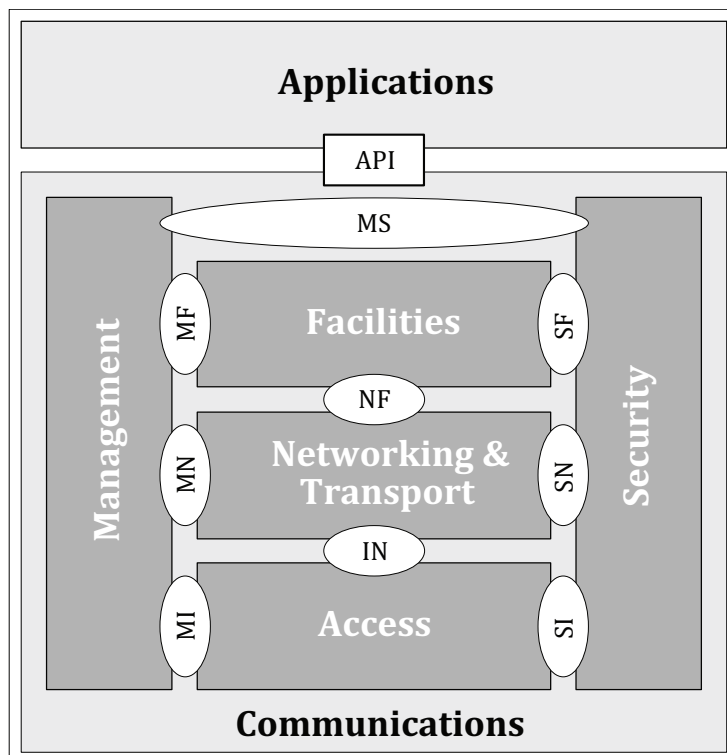 Applications
API
MS
Management
MF
Facilities
SF
Security
NF
MN
Networking &
Transport
SN
IN
MI
Access
SI
Communications